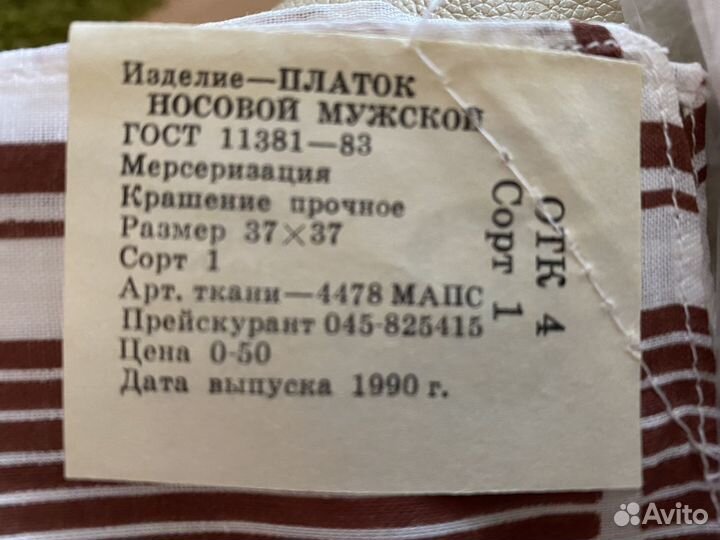 Изделие—ПЛАТОК
НОСОВОЙ МУЖСКОЙ
ГОСТ 11381—83
Мерсеризация
Крашение прочное
Размер 37×37
Сорт 1
Арт. ткани—4478 МАПС
Прейскурант 045-825415
Цена 0-50
Дата выпуска 1990 г.
ОТК 4
Сорт 1
Avito